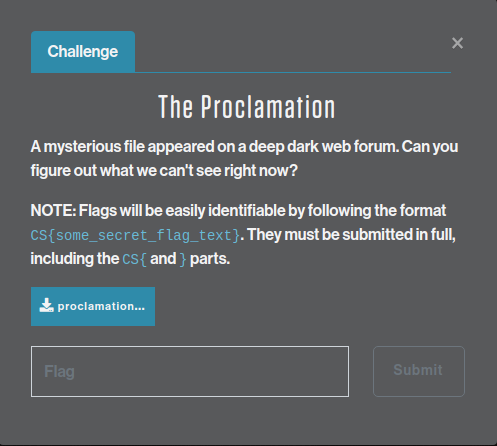 Challenge
×
The Proclamation
A mysterious file appeared on a deep dark web forum. Can you
figure out what we can't see right now?
NOTE: Flags will be easily identifiable by following the format
CS{some_secret_flag_text}. They must be submitted in full,
including the CS{ and } parts.
proclamation...
Flag
Submit